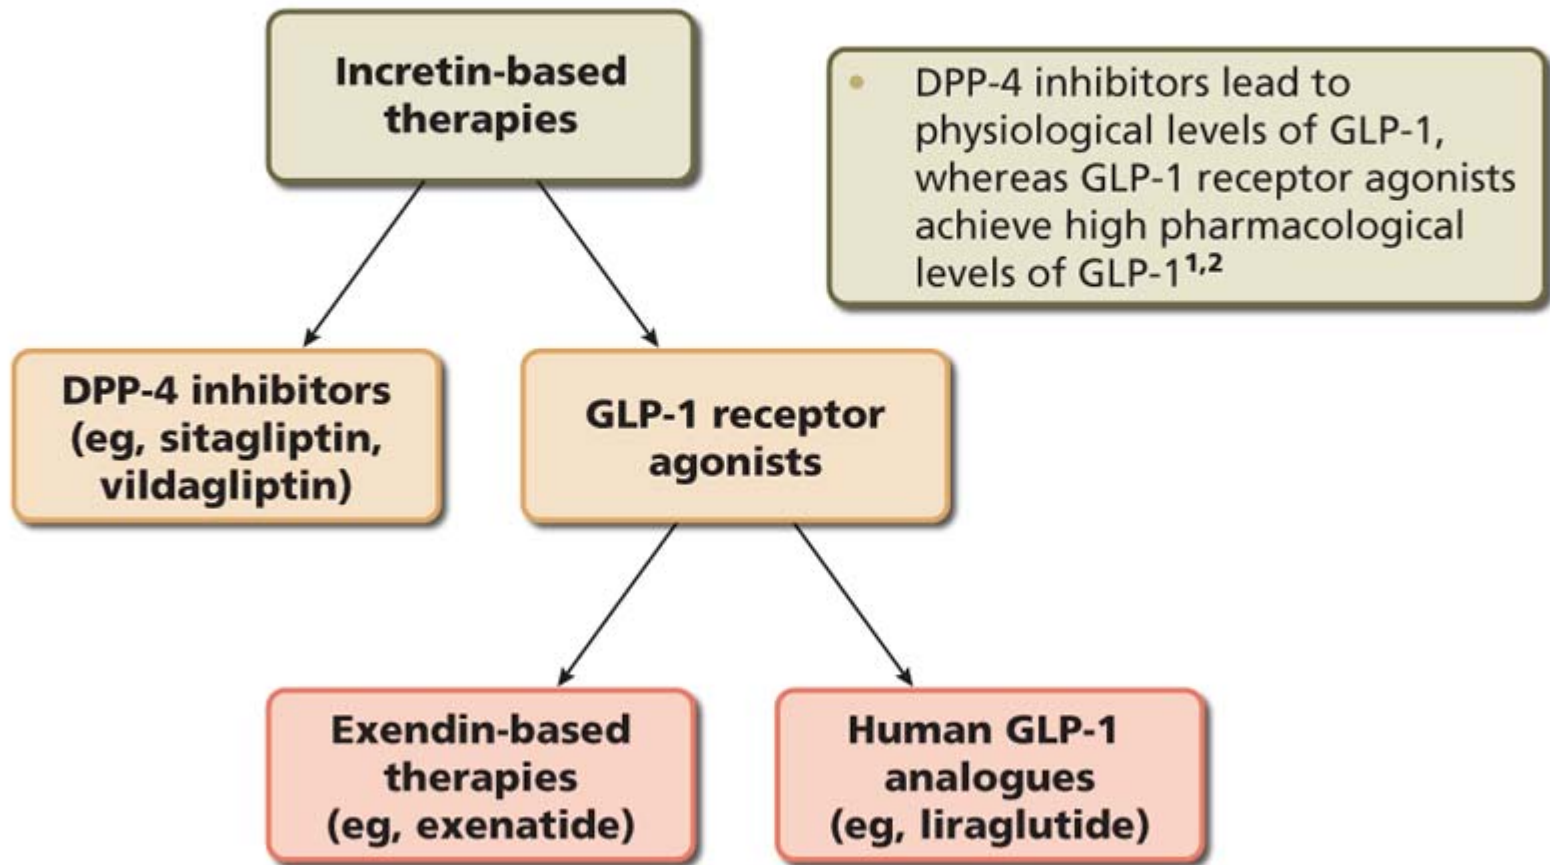 Incretin-based
therapies
• DPP-4 inhibitors lead to
physiological levels of GLP-1,
whereas GLP-1 receptor agonists
achieve high pharmacological
levels of GLP-1¹,²
DPP-4 inhibitors
(eg, sitagliptin,
vildagliptin)
GLP-1 receptor
agonists
Exendin-based
therapies
(eg, exenatide)
Human GLP-1
analogues
(eg, liraglutide)